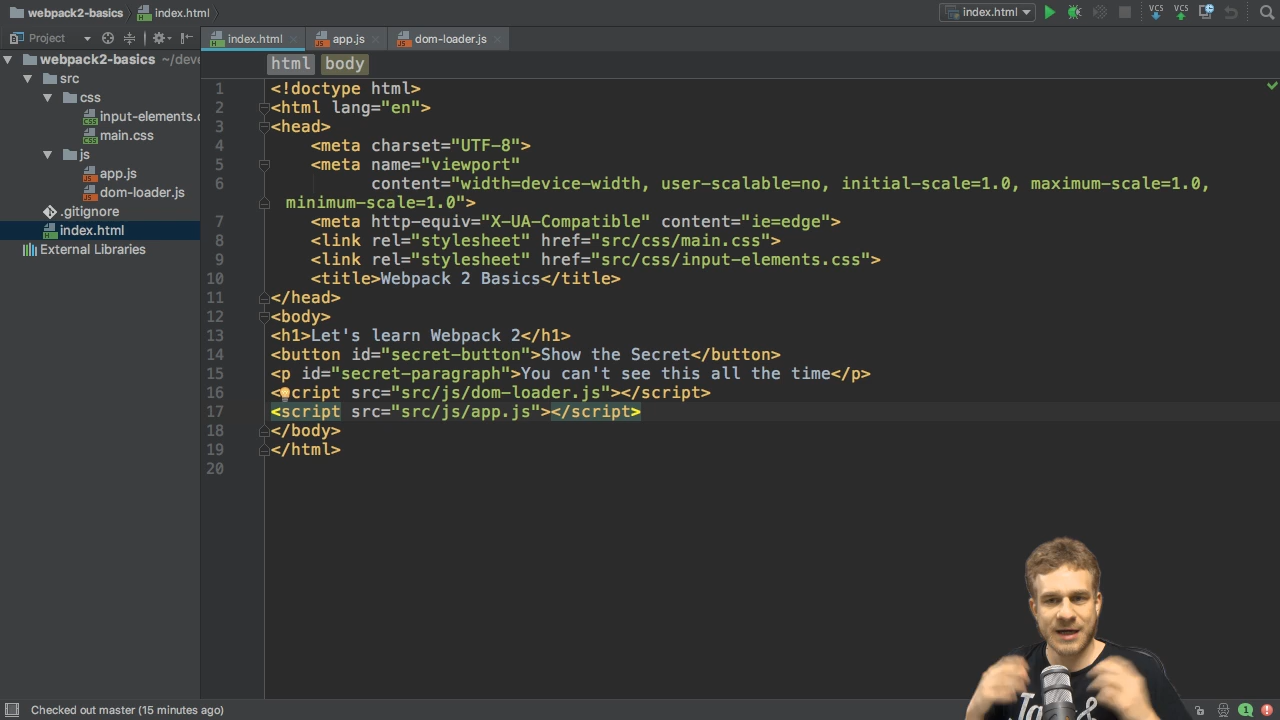 webpack2-basics
index.html
index.html
Project
index.html
app.js
dom-loader.js
webpack2-basics ~/deve
src
css
input-elements.c
main.css
js
app.js
dom-loader.js
.gitignore
index.html
External Libraries
html body
1 <!doctype html>
2 <html lang="en">
3 <head>
4 <meta charset="UTF-8">
5 <meta name="viewport"
6 content="width=device-width, user-scalable=no, initial-scale=1.0, maximum-scale=1.0,
minimum-scale=1.0">
7 <meta http-equiv="X-UA-Compatible" content="ie=edge">
8 <link rel="stylesheet" href="src/css/main.css">
9 <link rel="stylesheet" href="src/css/input-elements.css">
10 <title>Webpack 2 Basics</title>
11 </head>
12 <body>
13 <h1>Let's learn Webpack 2</h1>
14 <button id="secret-button">Show the Secret</button>
15 <p id="secret-paragraph">You can't see this all the time</p>
16 <script src="src/js/dom-loader.js"></script>
17 <script src="src/js/app.js"></script>
18 </body>
19 </html>
20
VCS VCS
Checked out master (15 minutes ago)
1